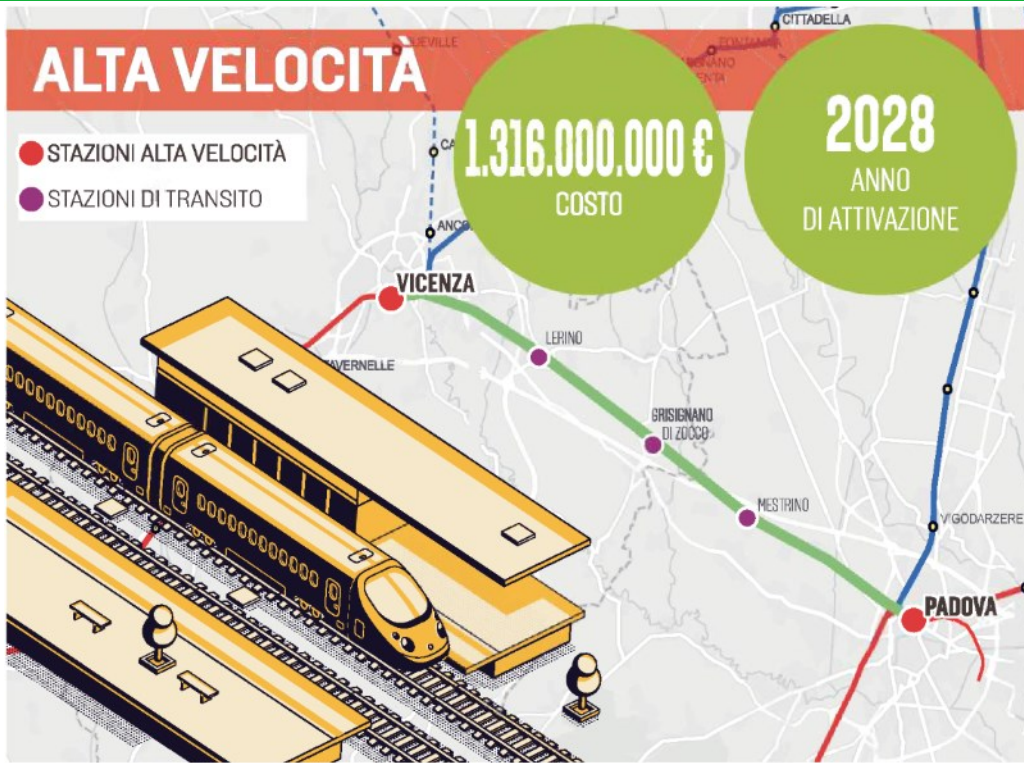 CITTADELLA
ALTA VELOCITÀ
STAZIONI ALTA VELOCITÀ
STAZIONI DI TRANSITO
1.316.000.000 €
COSTO
2028
ANNO
DI ATTIVAZIONE
VICENZA
LERINO
GRISIGNANO
DI ZOCCO
MESTRINO
VIGODARZERE
PADOVA